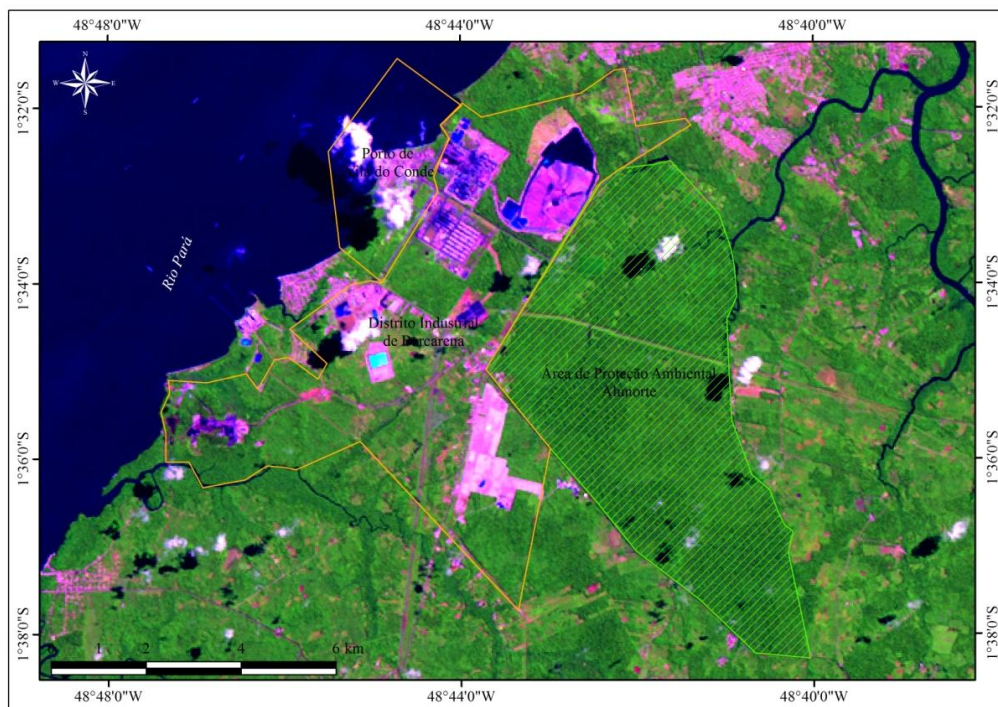 48°48'0"W 48°44'0"W 48°40'0"W
N
W E
S
1°32'0"S 1°32'0"S
Porto de
Vila do Conde
Rio Pará
1°34'0"S 1°34'0"S
Distrito Industrial
de Barcarena
Área de Proteção Ambiental
Alunorte
1°36'0"S 1°36'0"S
1°38'0"S 1°38'0"S
1 2 4 6 km
48°48'0"W 48°44'0"W 48°40'0"W